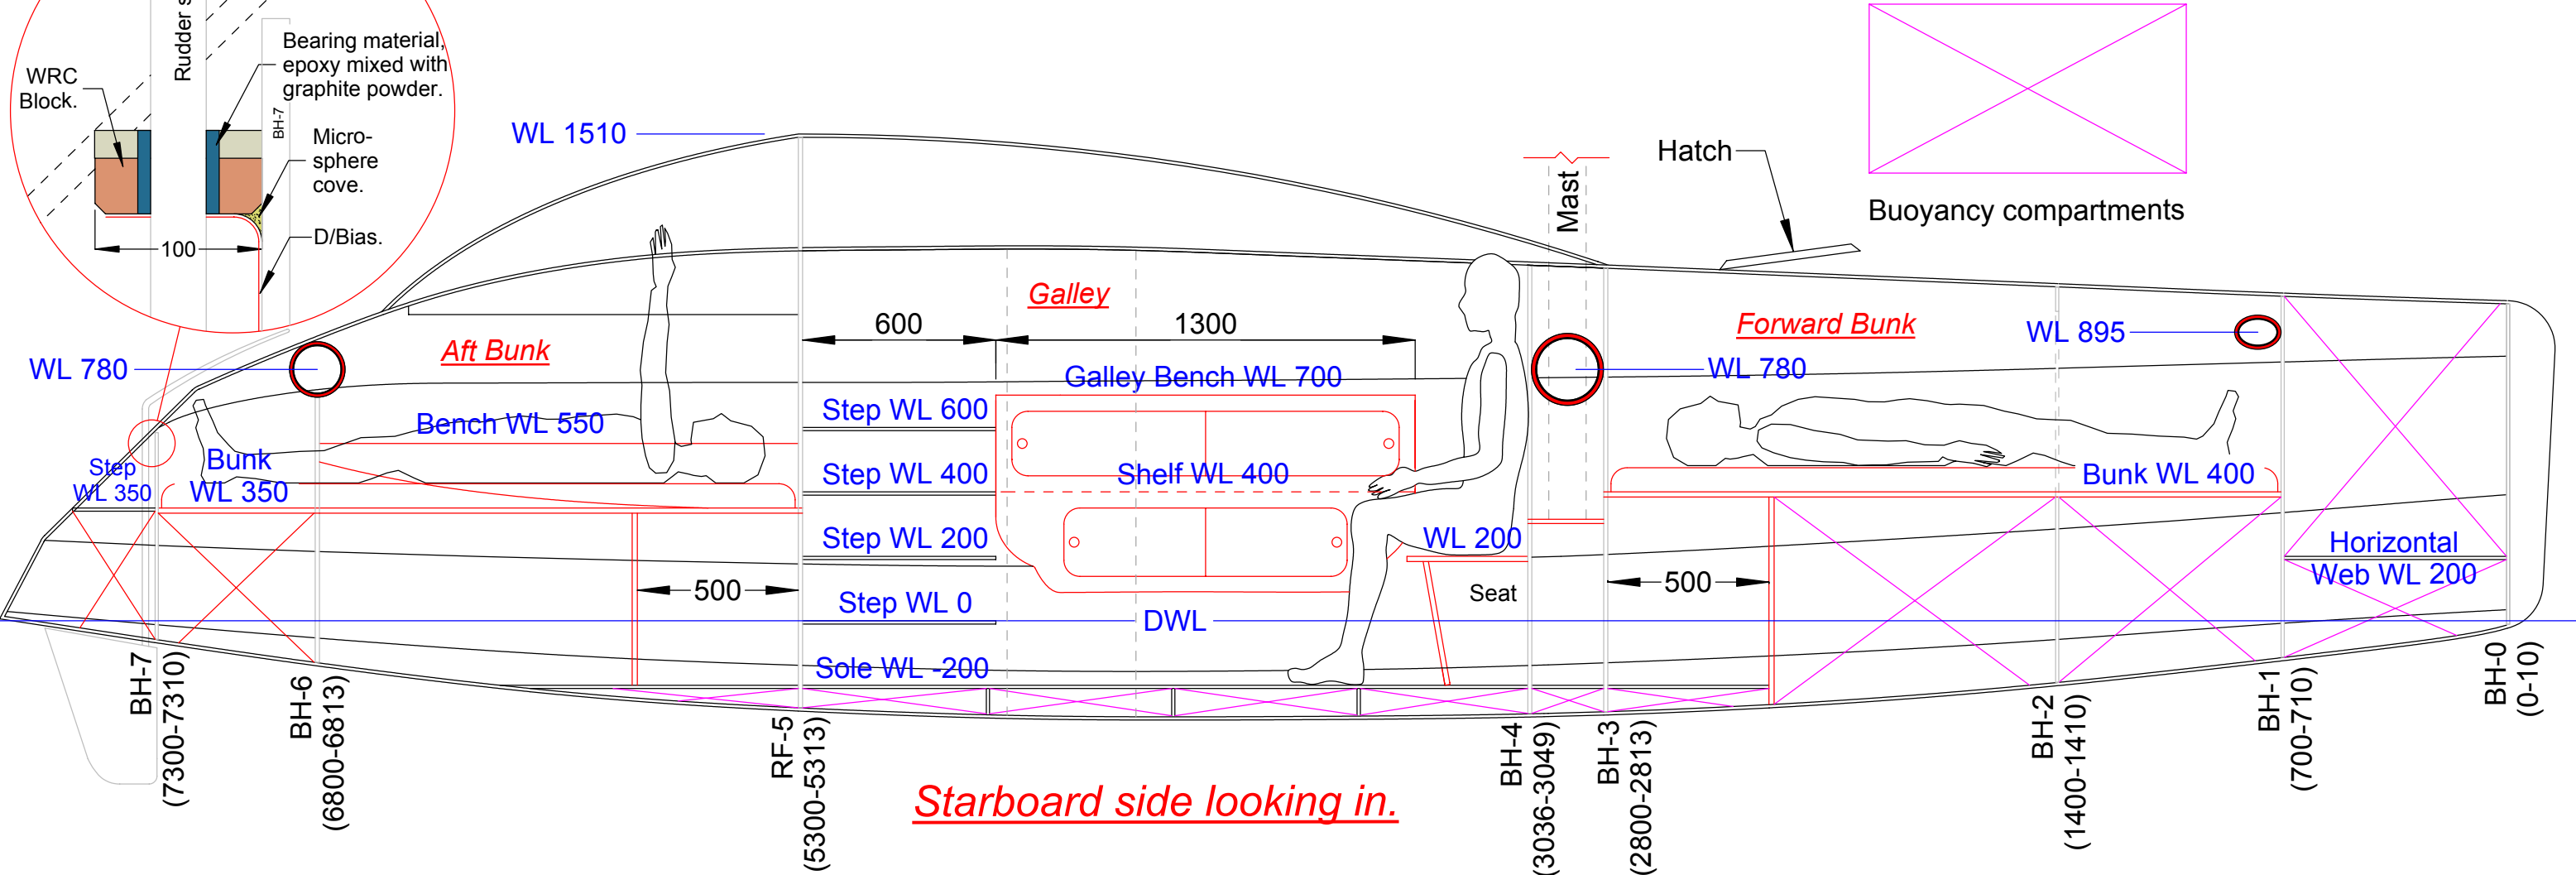 Rudder s
Bearing material,
epoxy mixed with
graphite powder.
WRC
Block.
BH-7
Micro-
sphere
cove.
D/Bias.
100
WL 1510
Mast
Hatch
Buoyancy compartments
WL 780
Aft Bunk
600
Galley
1300
Forward Bunk
WL 895
Galley Bench WL 700
WL 780
Bench WL 550
Step WL 600
Step
WL 350
Bunk
WL 350
Step WL 400
Shelf WL 400
Bunk WL 400
Step WL 200
WL 200
Horizontal
Web WL 200
500
Step WL 0
Seat
500
DWL
Sole WL -200
BH-7
(7300-7310)
BH-6
(6800-6813)
RF-5
(5300-5313)
BH-4
(3036-3049)
BH-3
(2800-2813)
BH-2
(1400-1410)
BH-1
(700-710)
BH-0
(0-10)
Starboard side looking in.